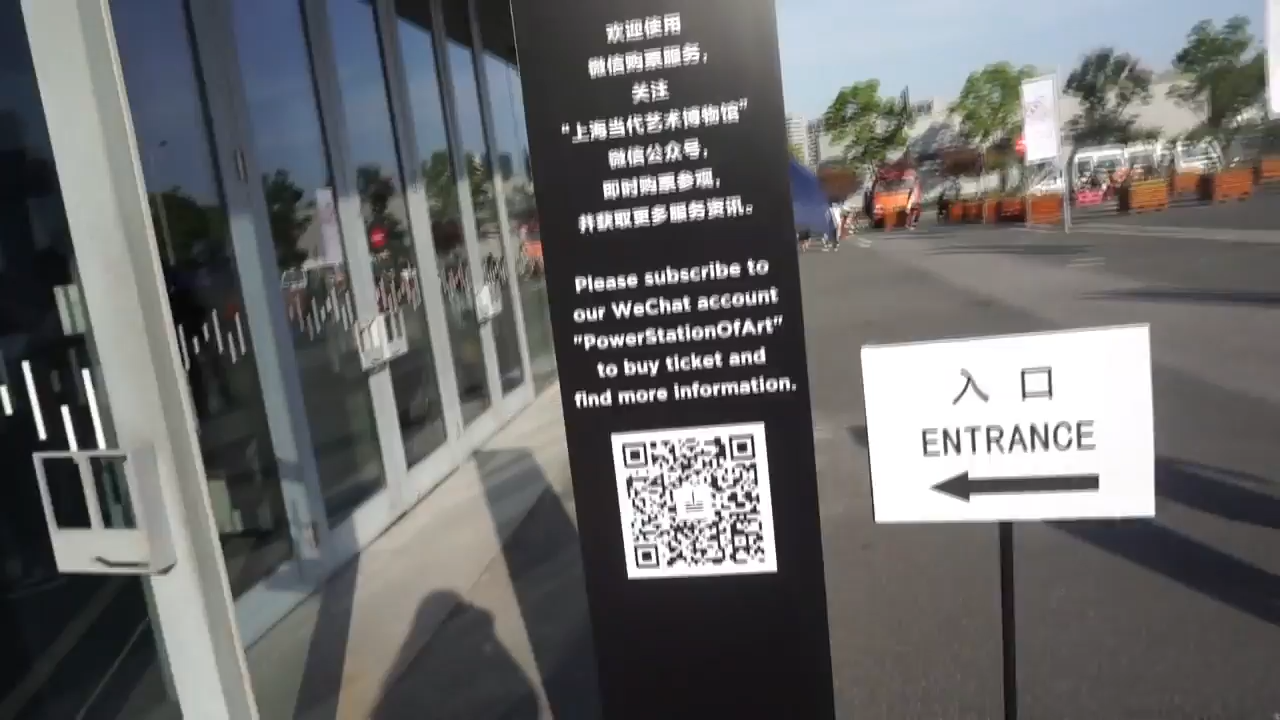 欢迎使用
微信购票服务，
关注
“上海当代艺术博物馆”
微信公众号，
即时购票参观，
并获取更多服务资讯。
Please subscribe to
our WeChat account
"PowerStationOfArt"
to buy ticket and
find more information.
入口
ENTRANCE